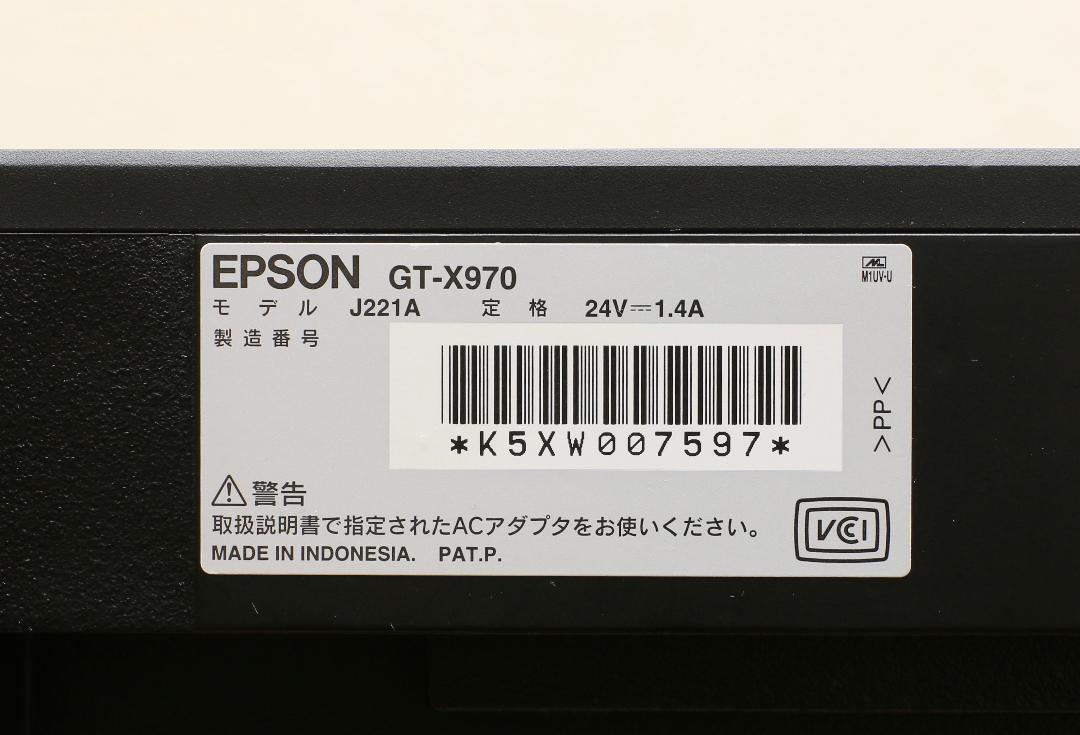 EPSON GT-X970
モデル J221A 定格 24V⎓1.4A
製造番号
*K5XW007597*
M1UV-U
>PP<
⚠警告
取扱説明書で指定されたACアダプタをお使いください。
MADE IN INDONESIA. PAT.P.
VCCI